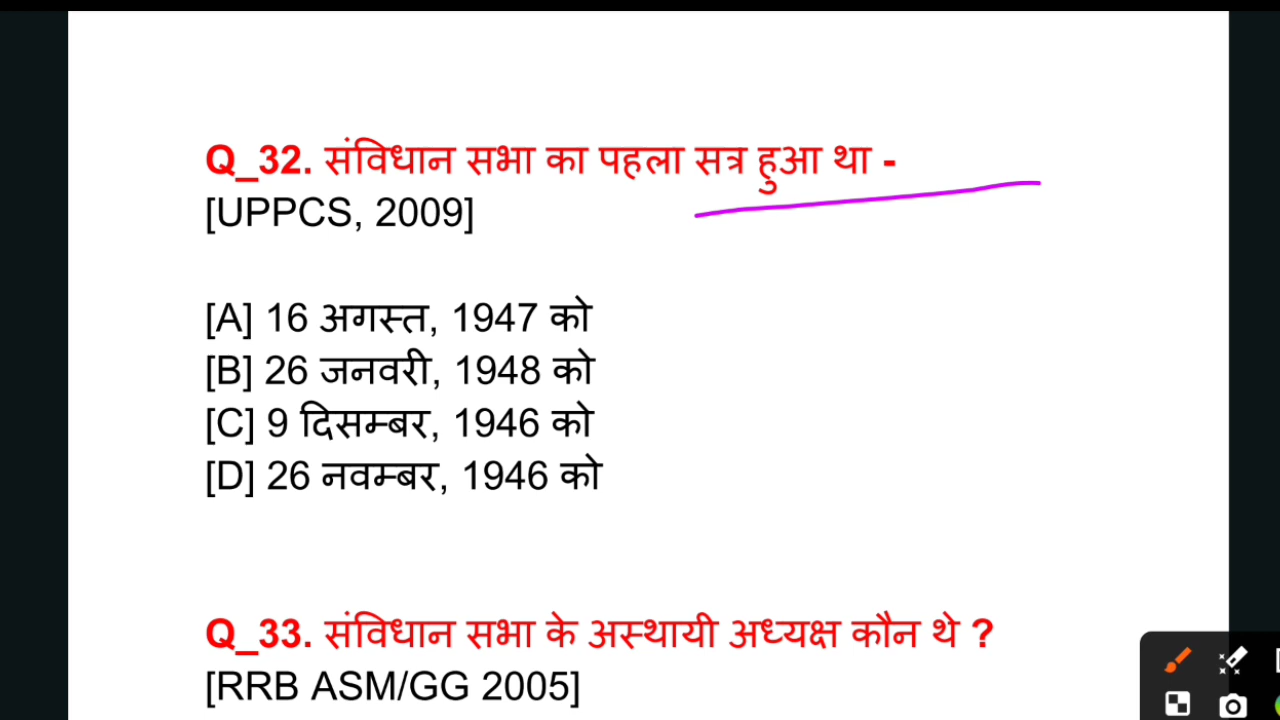 Q_32. संविधान सभा का पहला सत्र हुआ था -
[UPPCS, 2009]
[A] 16 अगस्त, 1947 को
[B] 26 जनवरी, 1948 को
[C] 9 दिसम्बर, 1946 को
[D] 26 नवम्बर, 1946 को
Q_33. संविधान सभा के अस्थायी अध्यक्ष कौन थे ?
[RRB ASM/GG 2005]